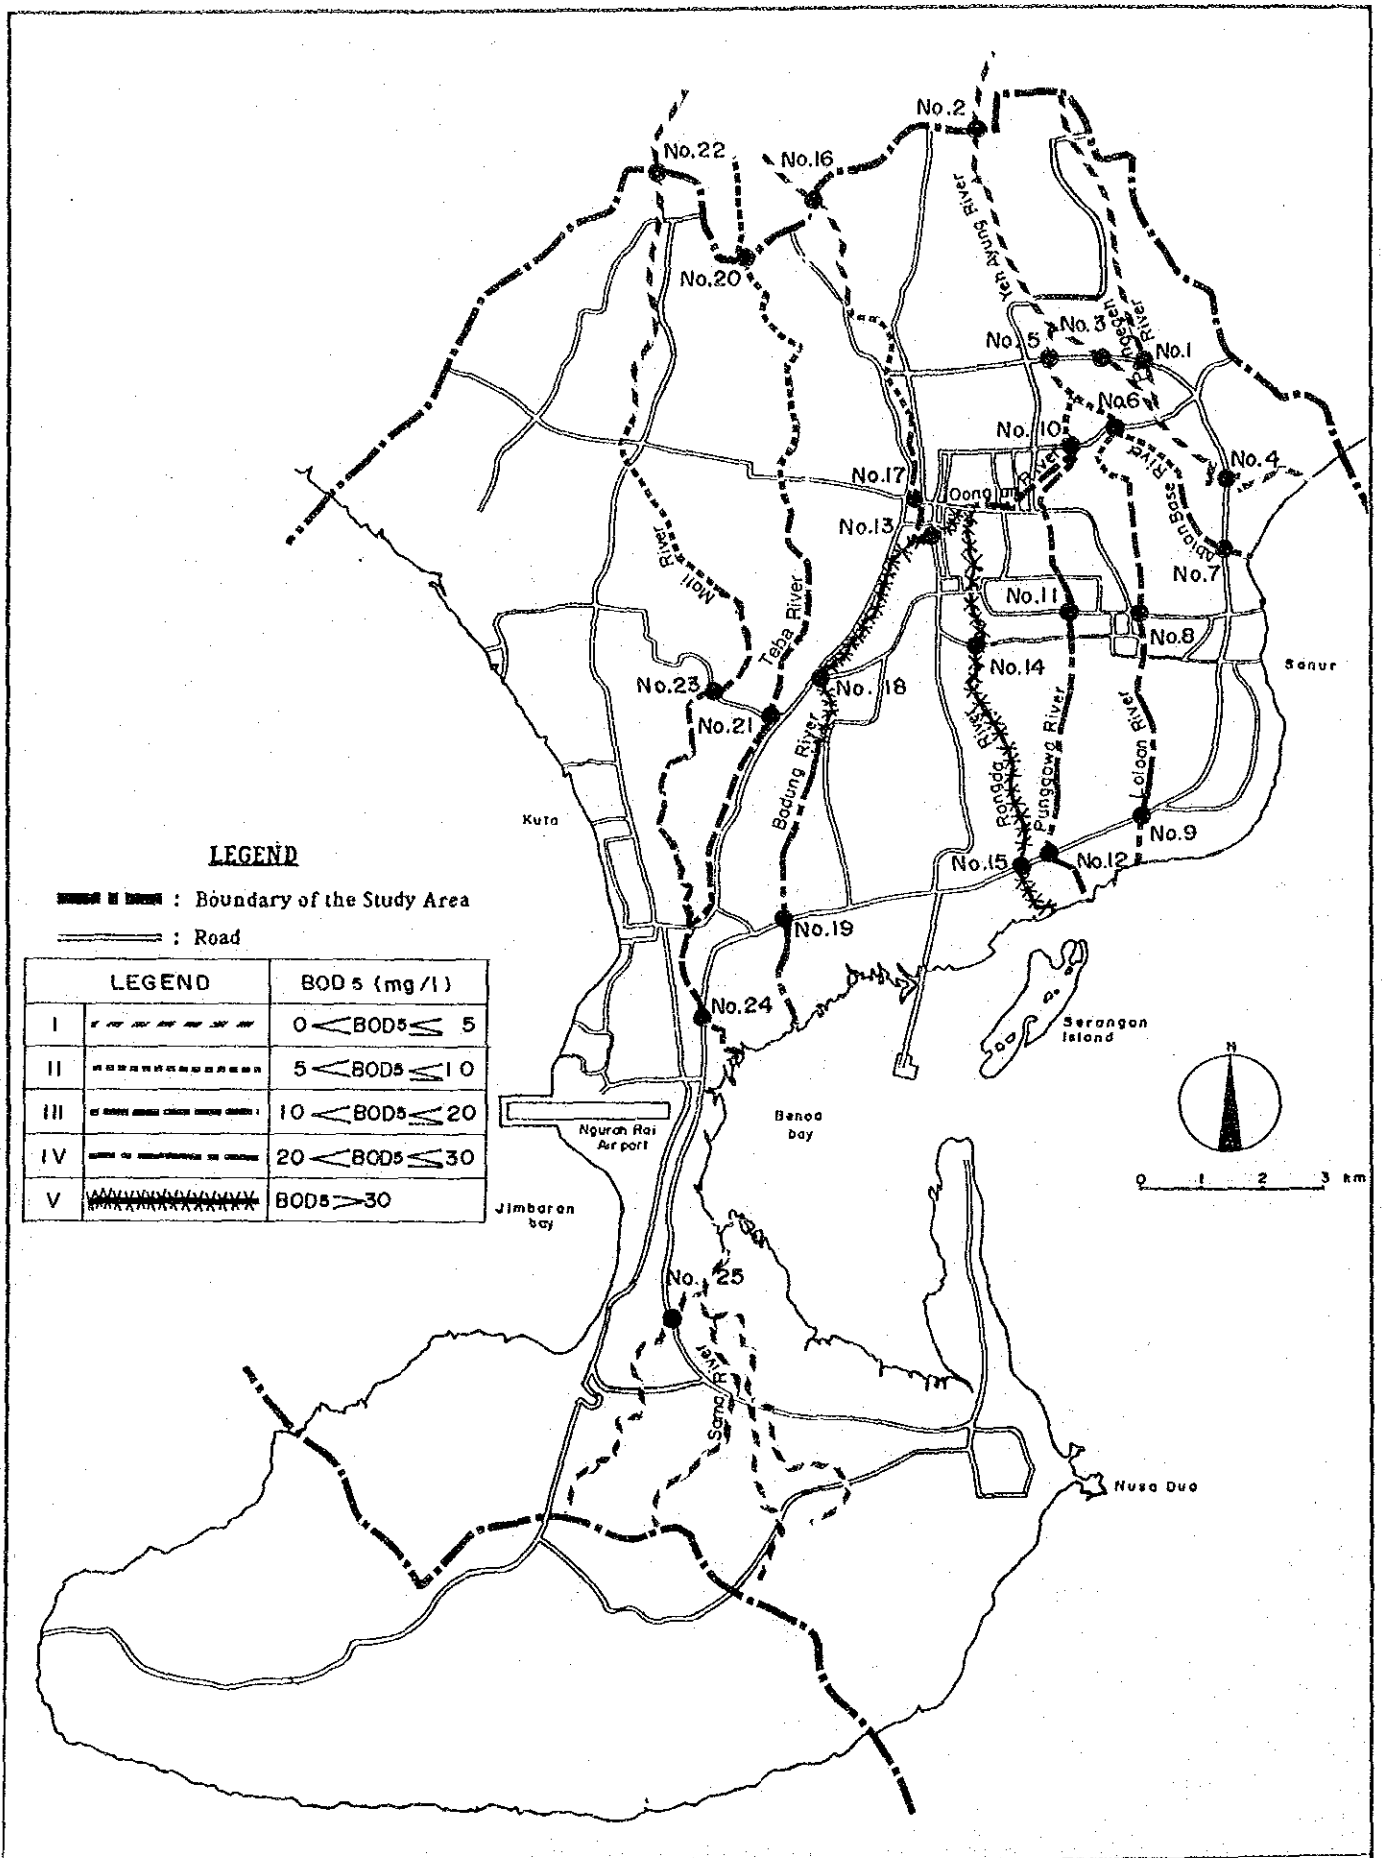 No.2
No.22
No.16
No.20
Yeh Ayung River
No.3
No.5
No.1
River
No.6
No. 10
River
No.4
No.17
River
No.13
Abian Base
No.7
River
Mati
Teba River
No.11
No.8
No.14
Sanur
No.23
No. 18
No.21
River
Badung River
Rongda
Punggawa River
Loloan River
Kuta
No.9
No.15
No.12
No.19
LEGEND
: Boundary of the Study Area
: Road
LEGEND BOD5 (mg/l)
I 0 < BOD5 ≦ 5
II 5 < BOD5 ≦ 10
III 10 < BOD5 ≦ 20
IV 20 < BOD5 ≦ 30
V BOD5 > 30
No.24
Serangan
Island
N
Benoa
bay
Ngurah Rai
Airport
0 1 2 3 km
Jimbaran
bay
No. 25
Sama River
Nusa Dua